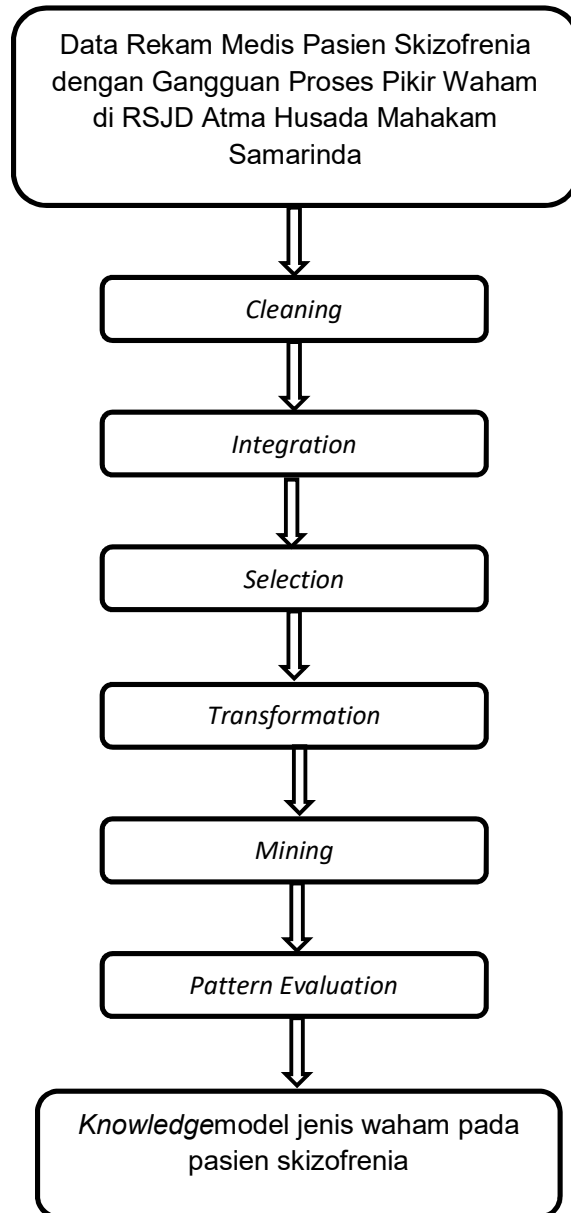 Data Rekam Medis Pasien Skizofrenia
dengan Gangguan Proses Pikir Waham
di RSJD Atma Husada Mahakam
Samarinda
Cleaning
Integration
Selection
Transformation
Mining
Pattern Evaluation
Knowledgemodel jenis waham pada
pasien skizofrenia